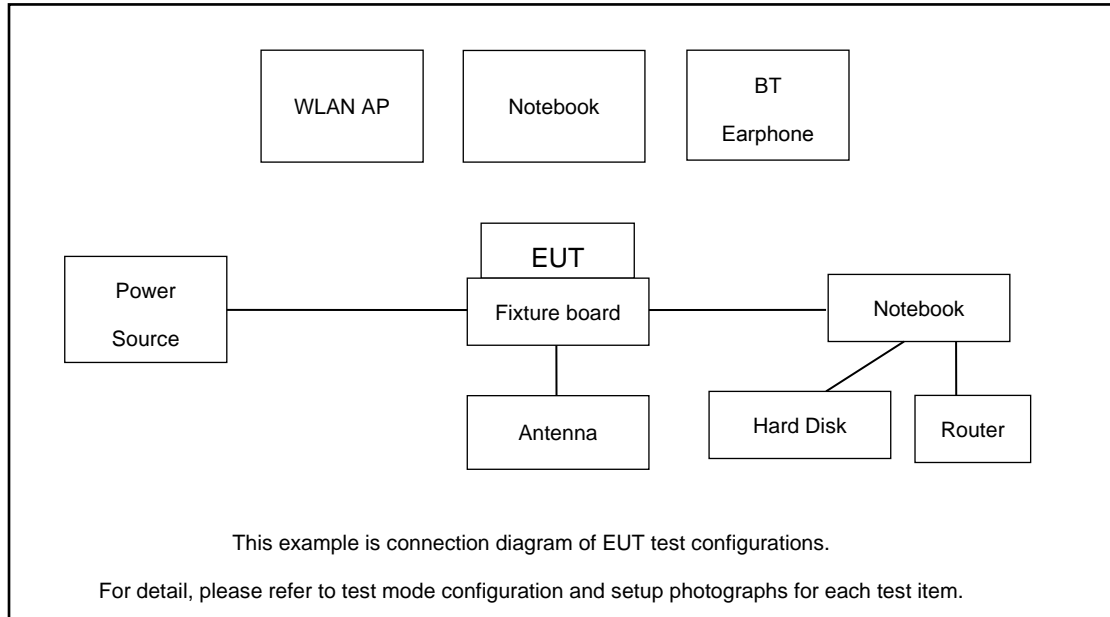 WLAN AP
Notebook
BT
Earphone
EUT
Power
Source
Fixture board
Notebook
Antenna
Hard Disk
Router
This example is connection diagram of EUT test configurations.
For detail, please refer to test mode configuration and setup photographs for each test item.